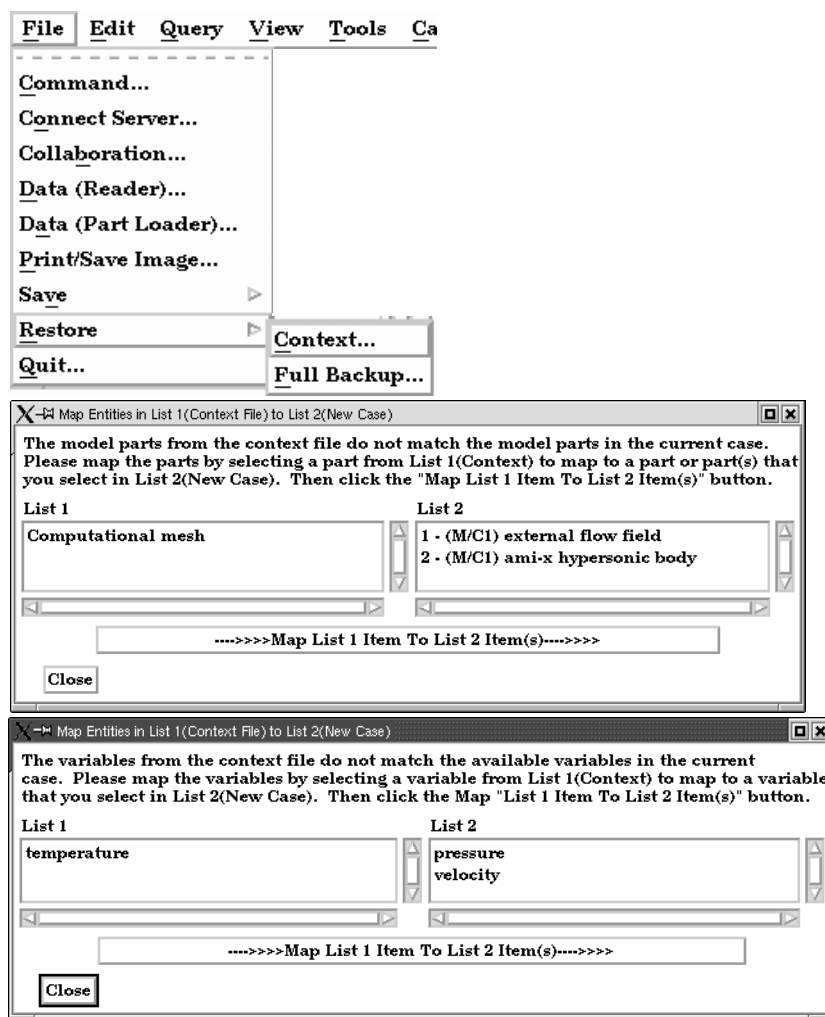 File Edit Query View Tools Ca
Command...
Connect Server...
Collaboration...
Data (Reader)...
Data (Part Loader)...
Print/Save Image...
Save
Restore
Context...
Quit...
Full Backup...
Map Entities in List 1(Context File) to List 2(New Case)
The model parts from the context file do not match the model parts in the current case.
Please map the parts by selecting a part from List 1(Context) to map to a part or part(s) that
you select in List 2(New Case). Then click the "Map List 1 Item To List 2 Item(s)" button.
List 1 List 2
Computational mesh 1 - (M/C1) external flow field
2 - (M/C1) ami-x hypersonic body
---->>>>Map List 1 Item To List 2 Item(s)---->>>>
Close
Map Entities in List 1(Context File) to List 2(New Case)
The variables from the context file do not match the available variables in the current
case. Please map the variables by selecting a variable from List 1(Context) to map to a variable
that you select in List 2(New Case). Then click the Map "List 1 Item To List 2 Item(s)" button.
List 1 List 2
temperature pressure
velocity
---->>>>Map List 1 Item To List 2 Item(s)---->>>>
Close